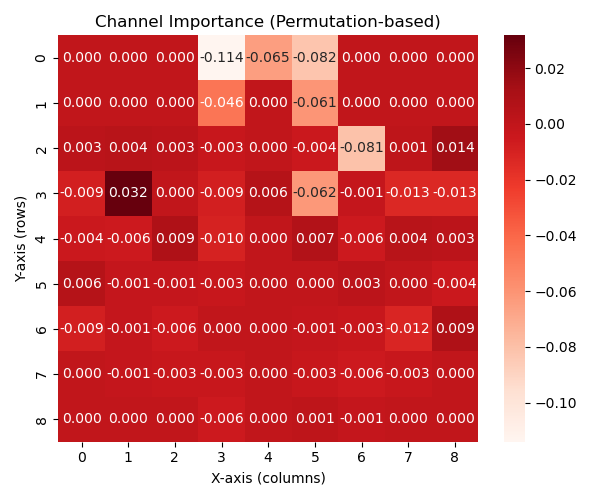 Channel Importance (Permutation-based)
0 0.000 0.000 0.000 -0.114 -0.065 -0.082 0.000 0.000 0.000
1 0.000 0.000 0.000 -0.046 0.000 -0.061 0.000 0.000 0.000
2 0.003 0.004 0.003 -0.003 0.000 -0.004 -0.081 0.001 0.014
3 -0.009 0.032 0.000 -0.009 0.006 -0.062 -0.001 -0.013 -0.013
4 -0.004 -0.006 0.009 -0.010 0.000 0.007 -0.006 0.004 0.003
5 0.006 -0.001 -0.001 -0.003 0.000 0.000 0.003 0.000 -0.004
6 -0.009 -0.001 -0.006 0.000 0.000 -0.001 -0.003 -0.012 0.009
7 0.000 -0.001 -0.003 -0.003 0.000 -0.003 -0.006 -0.003 0.000
8 0.000 0.000 0.000 -0.006 0.000 0.001 -0.001 0.000 0.000
0 1 2 3 4 5 6 7 8
X-axis (columns)
Y-axis (rows)
0.02
0.00
−0.02
−0.04
−0.06
−0.08
−0.10